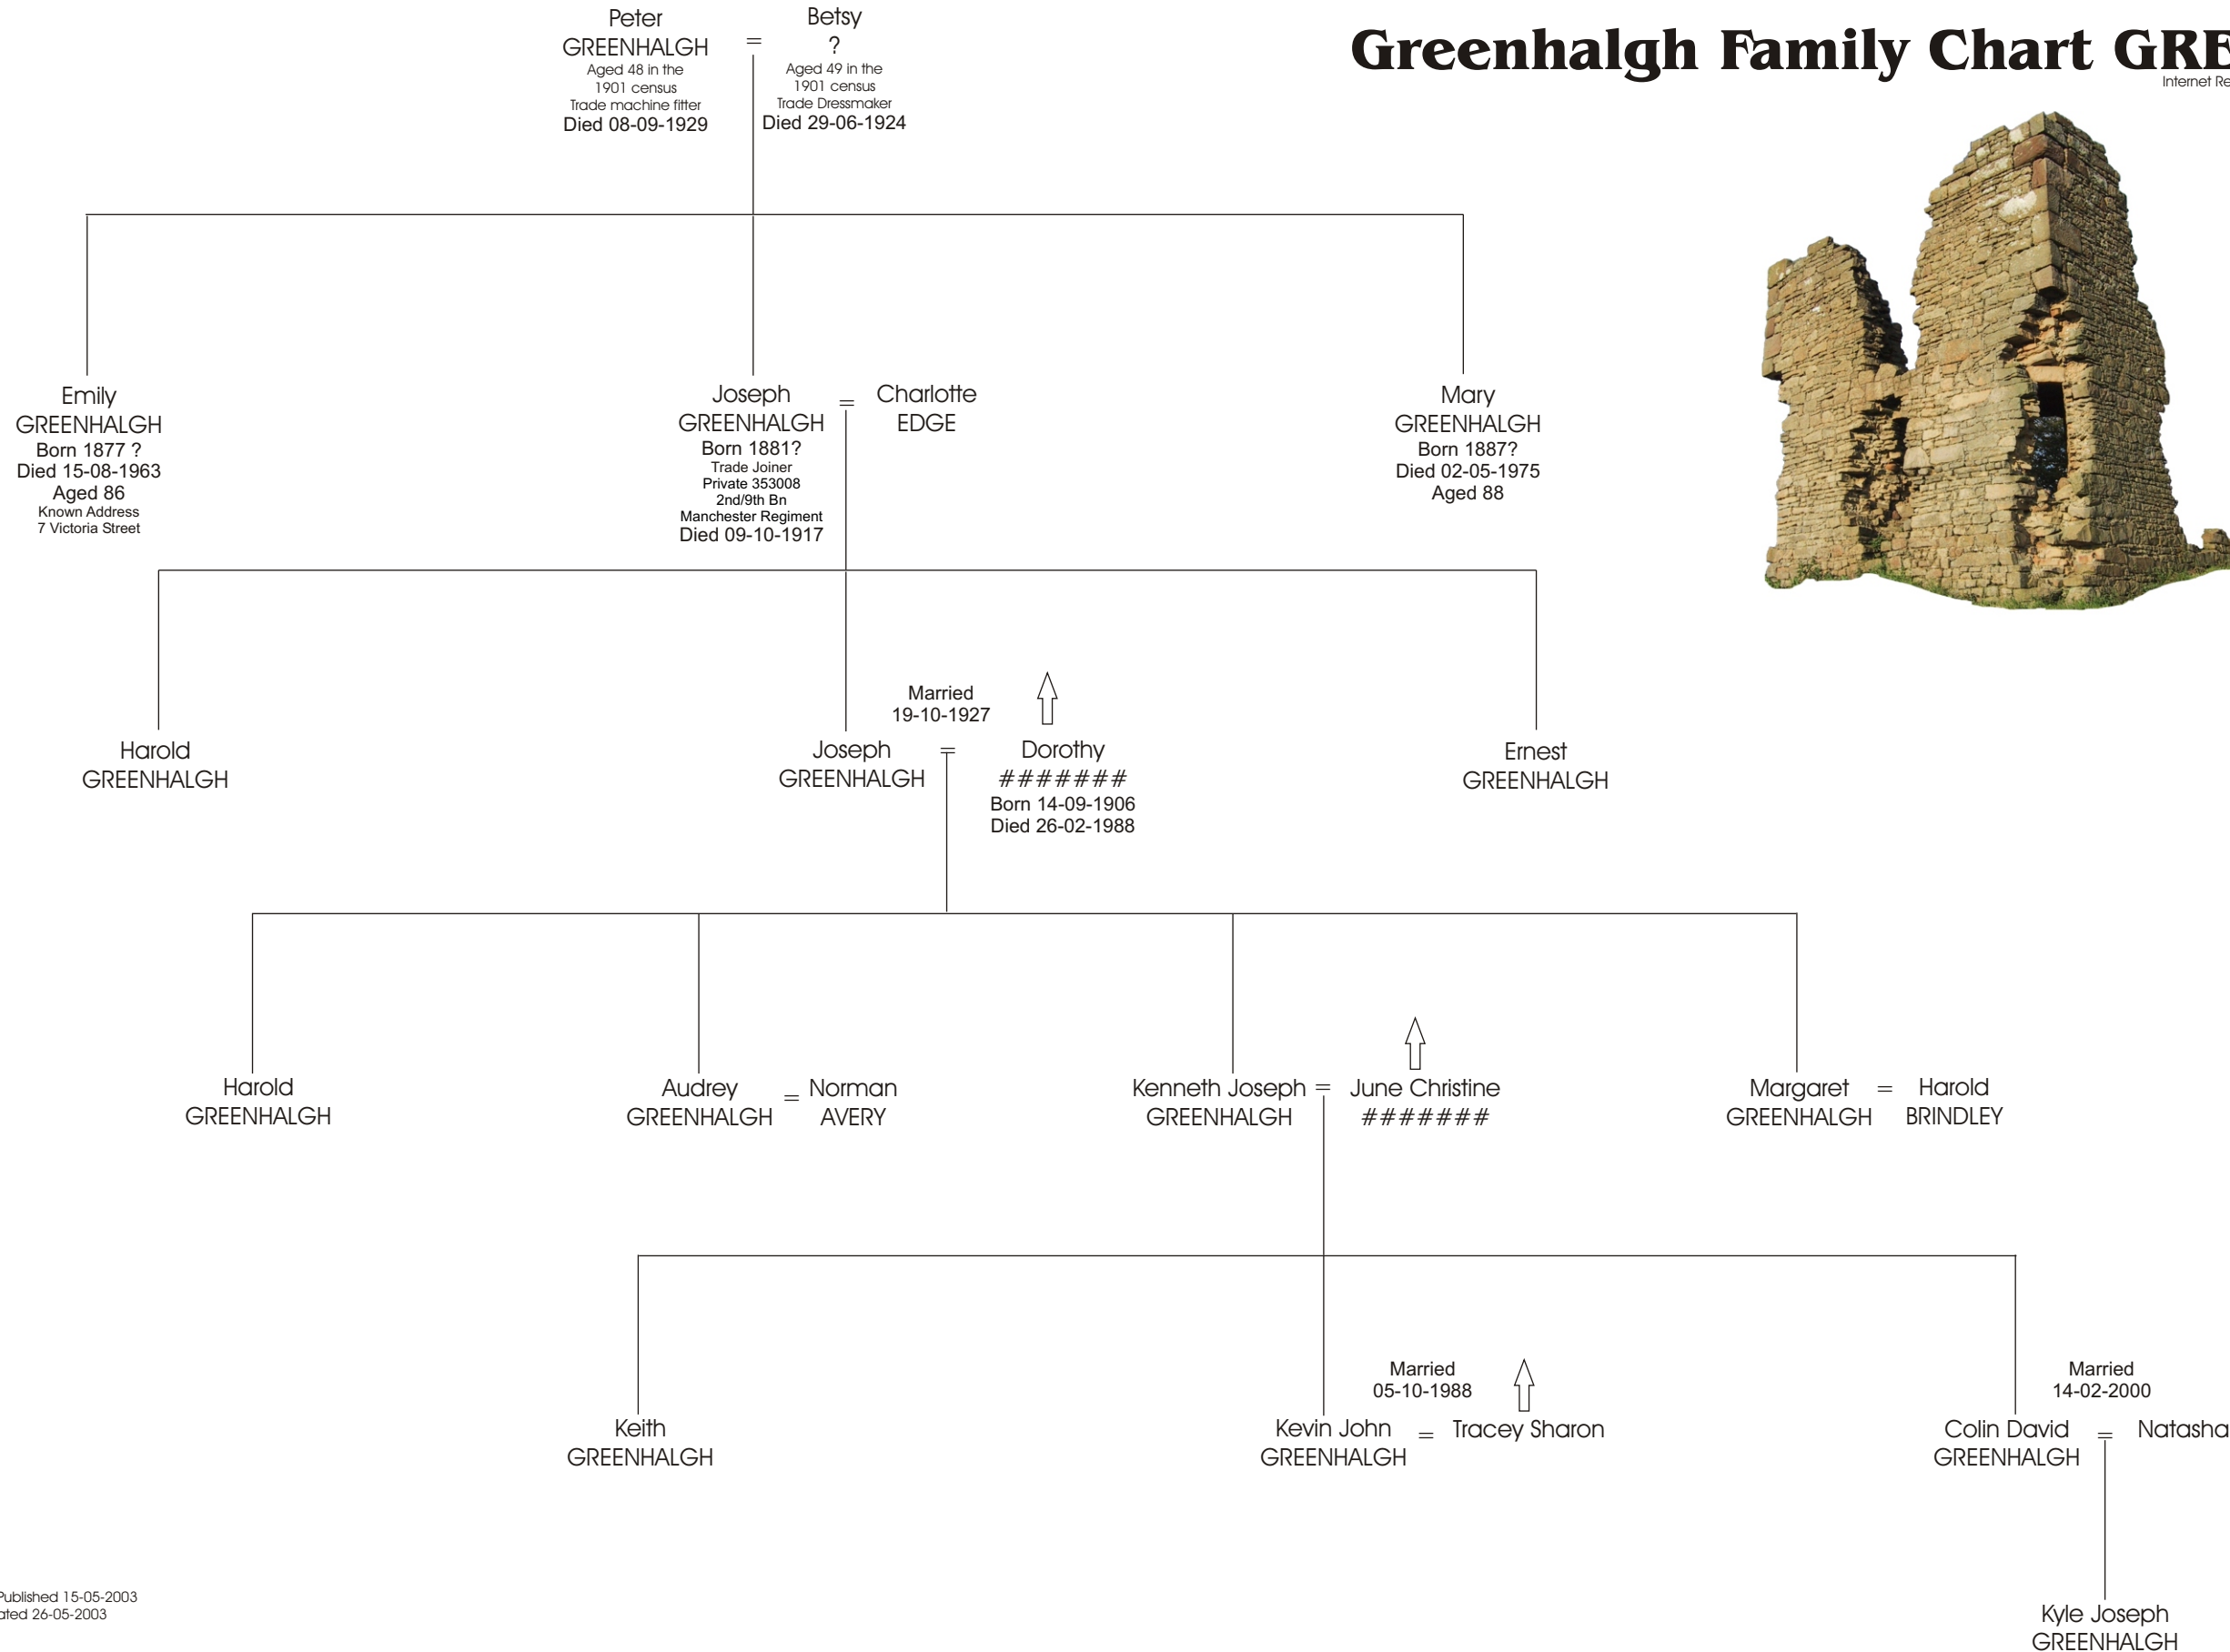 Greenhalgh Family Chart GRE
Internet Re
Peter
GREENHALGH
Aged 48 in the
1901 census
Trade machine fitter
Died 08-09-1929
=
Betsy
?
Aged 49 in the
1901 census
Trade Dressmaker
Died 29-06-1924
Emily
GREENHALGH
Born 1877 ?
Died 15-08-1963
Aged 86
Known Address
7 Victoria Street
Joseph
GREENHALGH
Born 1881?
Trade Joiner
Private 353008
2nd/9th Bn
Manchester Regiment
Died 09-10-1917
=
Charlotte
EDGE
Mary
GREENHALGH
Born 1887?
Died 02-05-1975
Aged 88
Harold
GREENHALGH
Married
19-10-1927
Joseph
GREENHALGH
=
Dorothy
#######
Born 14-09-1906
Died 26-02-1988
Ernest
GREENHALGH
Harold
GREENHALGH
Audrey
GREENHALGH
=
Norman
AVERY
Kenneth Joseph
GREENHALGH
=
June Christine
#######
Margaret
GREENHALGH
=
Harold
BRINDLEY
Keith
GREENHALGH
Married
05-10-1988
Kevin John
GREENHALGH
=
Tracey Sharon
Married
14-02-2000
Colin David
GREENHALGH
=
Natasha
Kyle Joseph
GREENHALGH
Published 15-05-2003
ated 26-05-2003